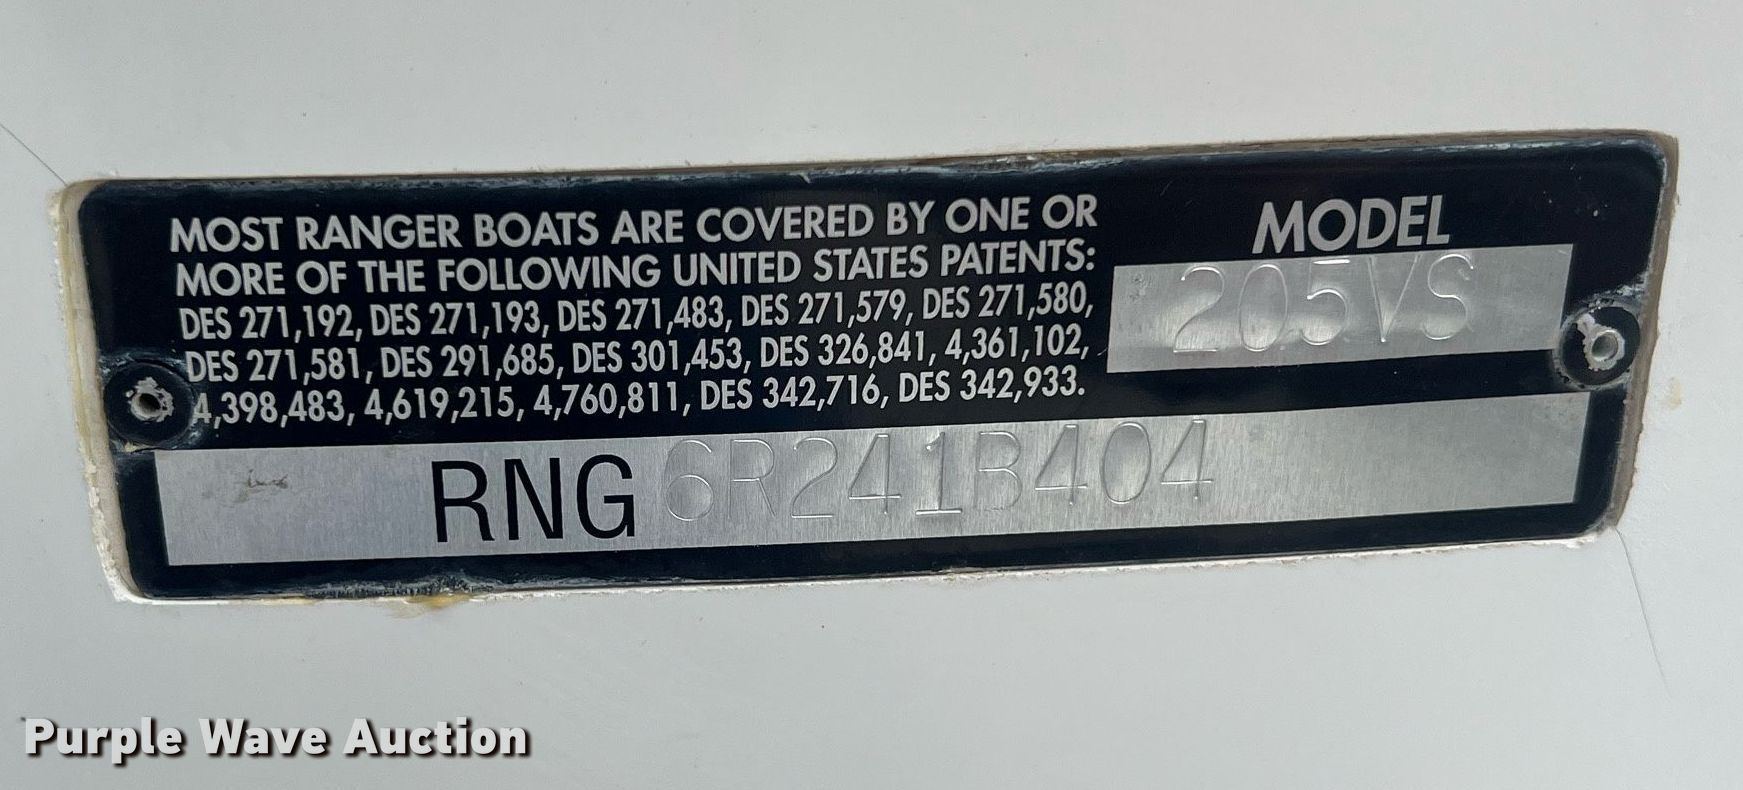 MOST RANGER BOATS ARE COVERED BY ONE OR
MORE OF THE FOLLOWING UNITED STATES PATENTS:
DES 271,192, DES 271,193, DES 271,483, DES 271,579, DES 271,580,
DES 271,581, DES 291,685, DES 301,453, DES 326,841, 4,361,102,
4,398,483, 4,619,215, 4,760,811, DES 342,716, DES 342,933.
MODEL
205VS
RNG 6R241B404
Purple Wave Auction